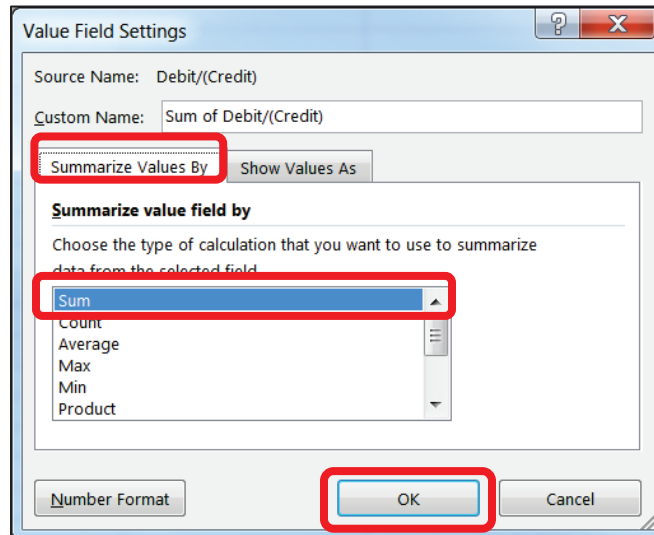 Value Field Settings
Source Name: Debit/(Credit)
Custom Name: Sum of Debit/(Credit)
Summarize Values By Show Values As
Summarize value field by
Choose the type of calculation that you want to use to summarize
data from the selected field
Sum
Count
Average
Max
Min
Product
Number Format OK Cancel